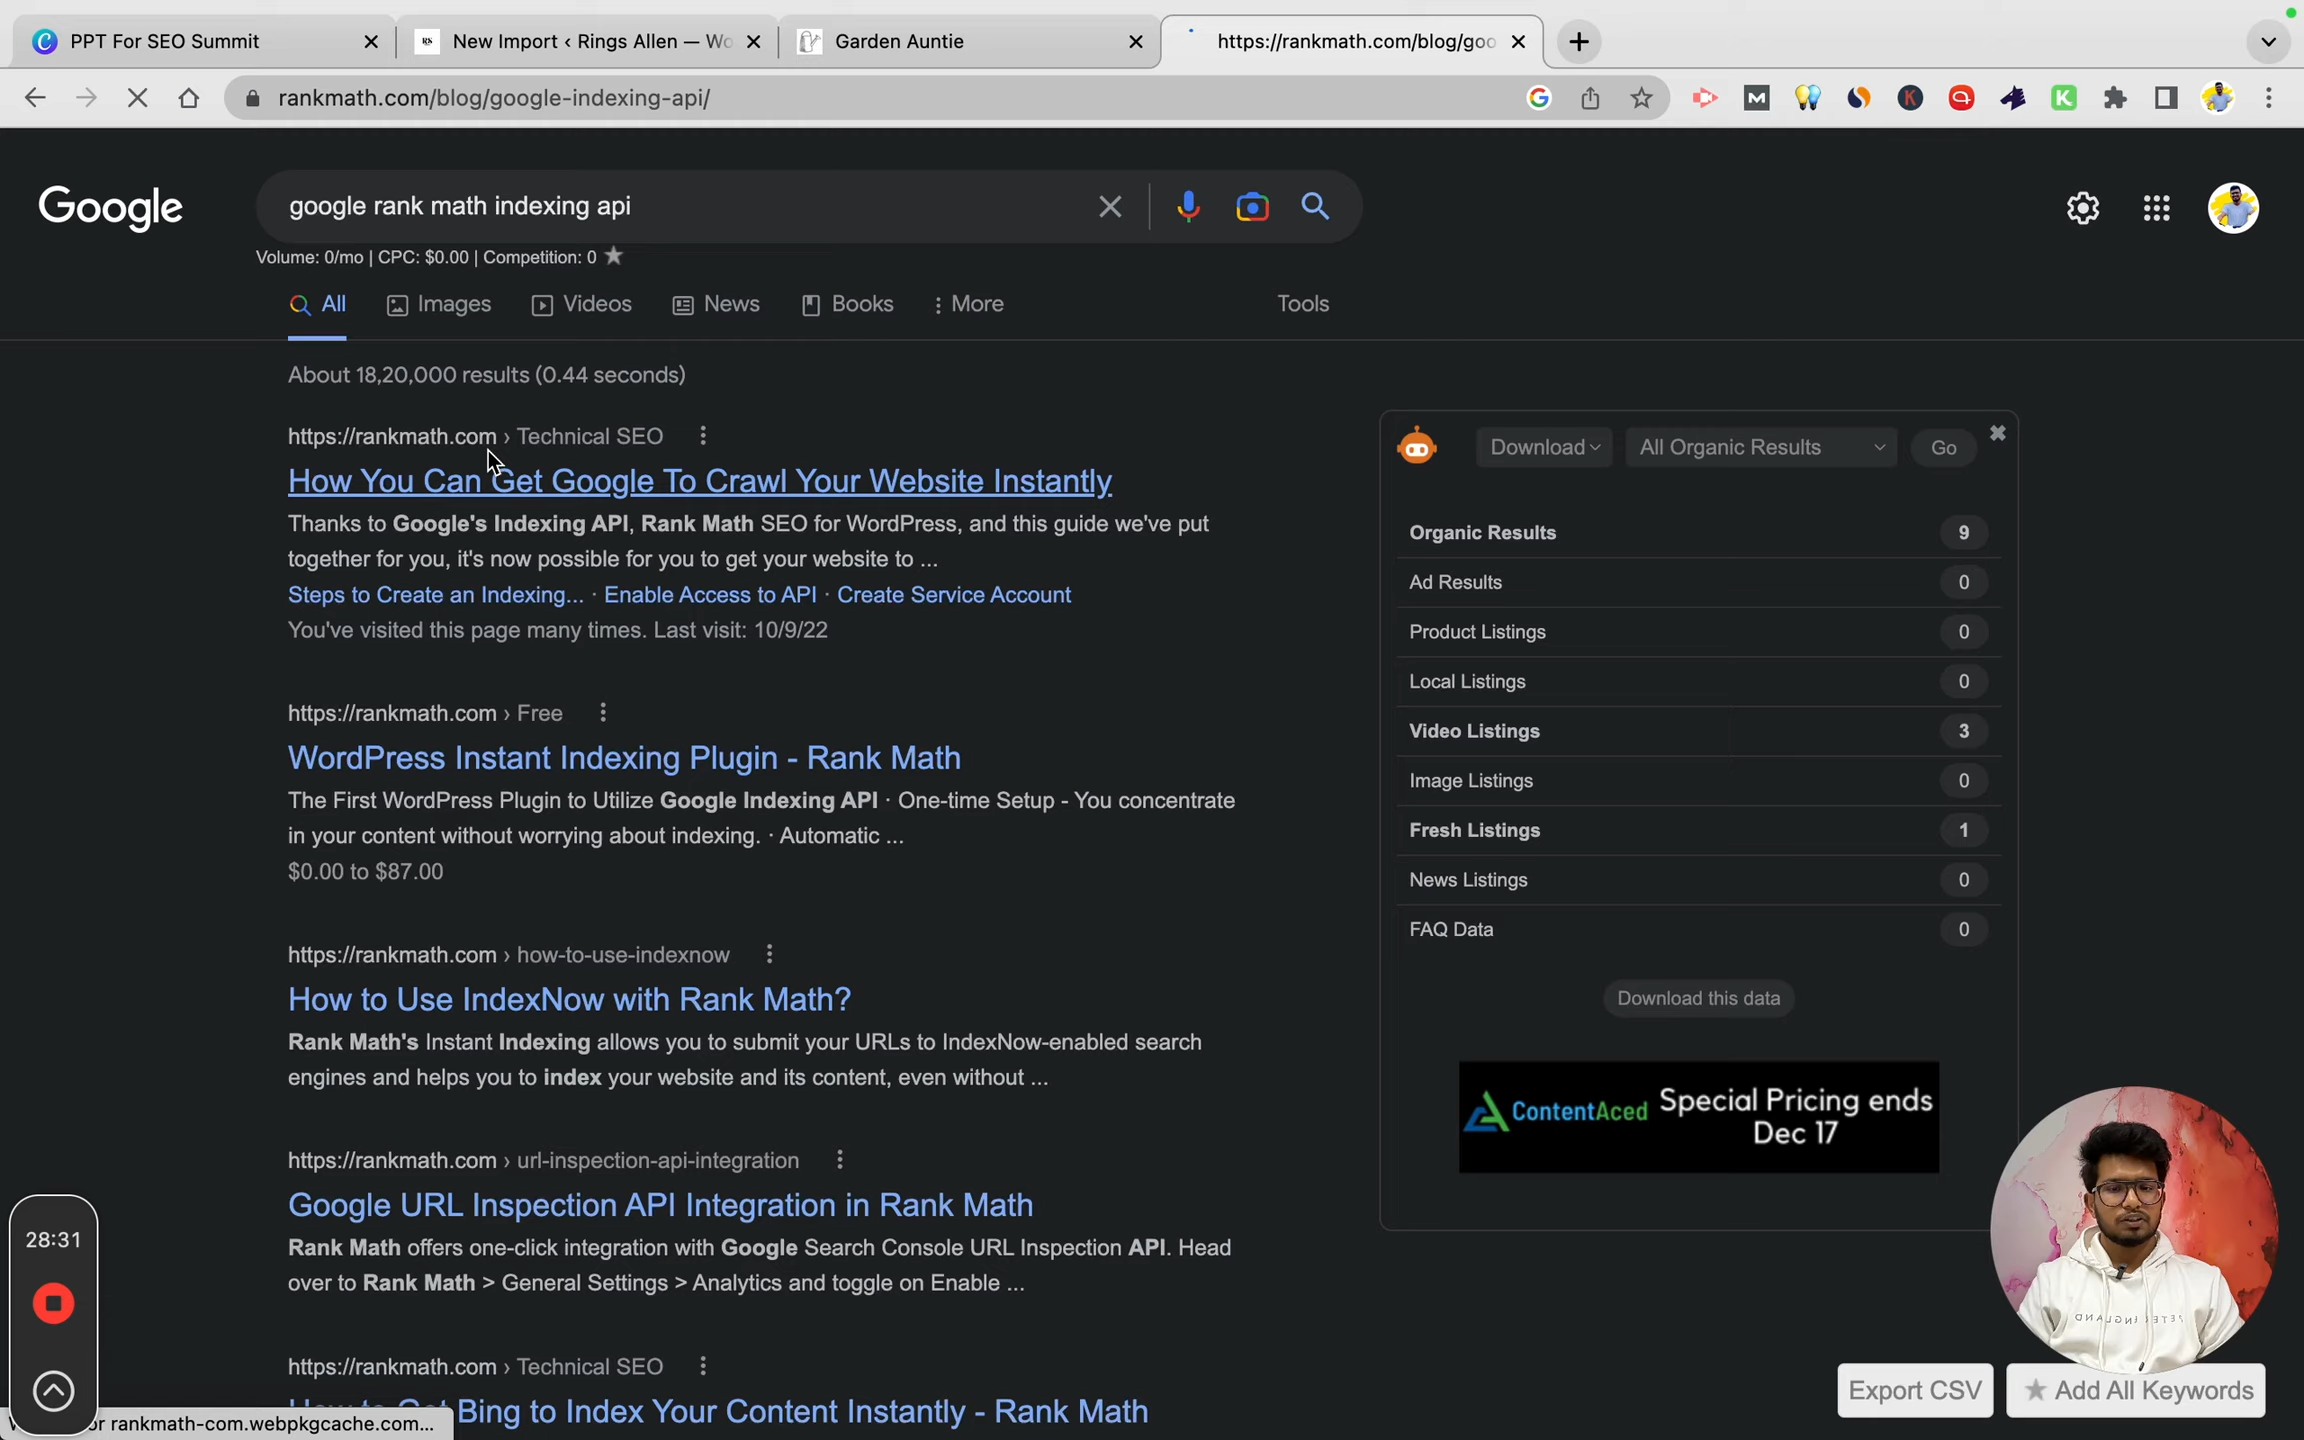 PPT For SEO Summit
New Import ‹ Rings Allen — Wo
Garden Auntie
https://rankmath.com/blog/goo
rankmath.com/blog/google-indexing-api/
Google
google rank math indexing api
Volume: 0/mo | CPC: $0.00 | Competition: 0 ★
All
Images
Videos
News
Books
More
Tools
About 18,20,000 results (0.44 seconds)
https://rankmath.com › Technical SEO
How You Can Get Google To Crawl Your Website Instantly
Thanks to Google's Indexing API, Rank Math SEO for WordPress, and this guide we've put
together for you, it's now possible for you to get your website to ...
Steps to Create an Indexing... · Enable Access to API · Create Service Account
You've visited this page many times. Last visit: 10/9/22
https://rankmath.com › Free
WordPress Instant Indexing Plugin - Rank Math
The First WordPress Plugin to Utilize Google Indexing API · One-time Setup - You concentrate
in your content without worrying about indexing. · Automatic ...
$0.00 to $87.00
https://rankmath.com › how-to-use-indexnow
How to Use IndexNow with Rank Math?
Rank Math's Instant Indexing allows you to submit your URLs to IndexNow-enabled search
engines and helps you to index your website and its content, even without ...
https://rankmath.com › url-inspection-api-integration
Google URL Inspection API Integration in Rank Math
Rank Math offers one-click integration with Google Search Console URL Inspection API. Head
over to Rank Math > General Settings > Analytics and toggle on Enable ...
https://rankmath.com › Technical SEO
How to Get Bing to Index Your Content Instantly - Rank Math
Download
All Organic Results
Go
Organic Results 9
Ad Results 0
Product Listings 0
Local Listings 0
Video Listings 3
Image Listings 0
Fresh Listings 1
News Listings 0
FAQ Data 0
Download this data
ContentAced Special Pricing ends
Dec 17
28:31
or rankmath-com.webpkgcache.com...
Export CSV
★ Add All Keywords